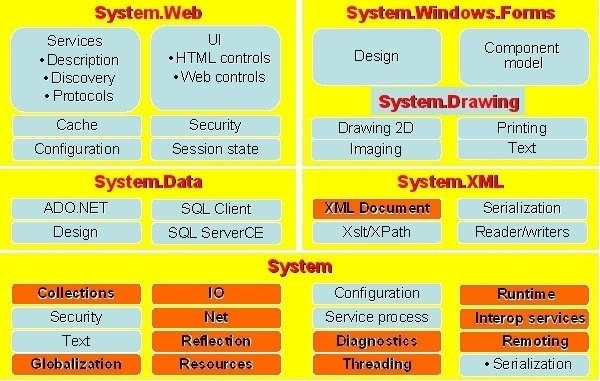 System.Web
Services
• Description
• Discovery
• Protocols
UI
• HTML controls
• Web controls
Cache
Security
Configuration
Session state
System.Windows.Forms
Design
Component
model
System.Drawing
Drawing 2D
Printing
Imaging
Text
System.Data
ADO.NET
SQL Client
Design
SQL ServerCE
System.XML
XML Document
Serialization
Xslt/XPath
Reader/writers
System
Collections
IO
Configuration
Runtime
Security
Net
Service process
Interop services
Text
Reflection
Diagnostics
Remoting
Globalization
Resources
Threading
• Serialization